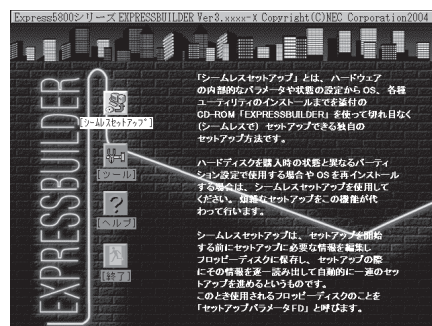 Express5800シリーズ EXPRESSBUILDER Ver3.xxxx-X Copyright(C)NEC Corporation2004
EXPRESSBUILDER
[シームレスセットアップ]
[ツール]
[ヘルプ]
[終了]
「シームレスセットアップ」とは、ハードウェア
の内部的なパラメータや状態の設定から OS、各種
ユーティリティのインストールまでを添付の
CD-ROM「EXPRESSBUILDER」を使って切れ目なく
(シームレスで) セットアップできる独自の
セットアップ方法です。
ハードディスクを購入時の状態と異なるパーティ
ション設定で使用する場合や OS を再インストール
する場合は、シームレスセットアップを使用して
ください。煩雑なセットアップをこの機能が代
わって行います。
シームレスセットアップは、セットアップを開始
する前にセットアップに必要な情報を編集し
フロッピーディスクに保存し、セットアップの際
にその情報を逐一読み出して自動的に一連のセッ
トアップを進めるというものです。
このとき使用されるフロッピーディスクのことを
「セットアップパラメータ FD」と呼びます。